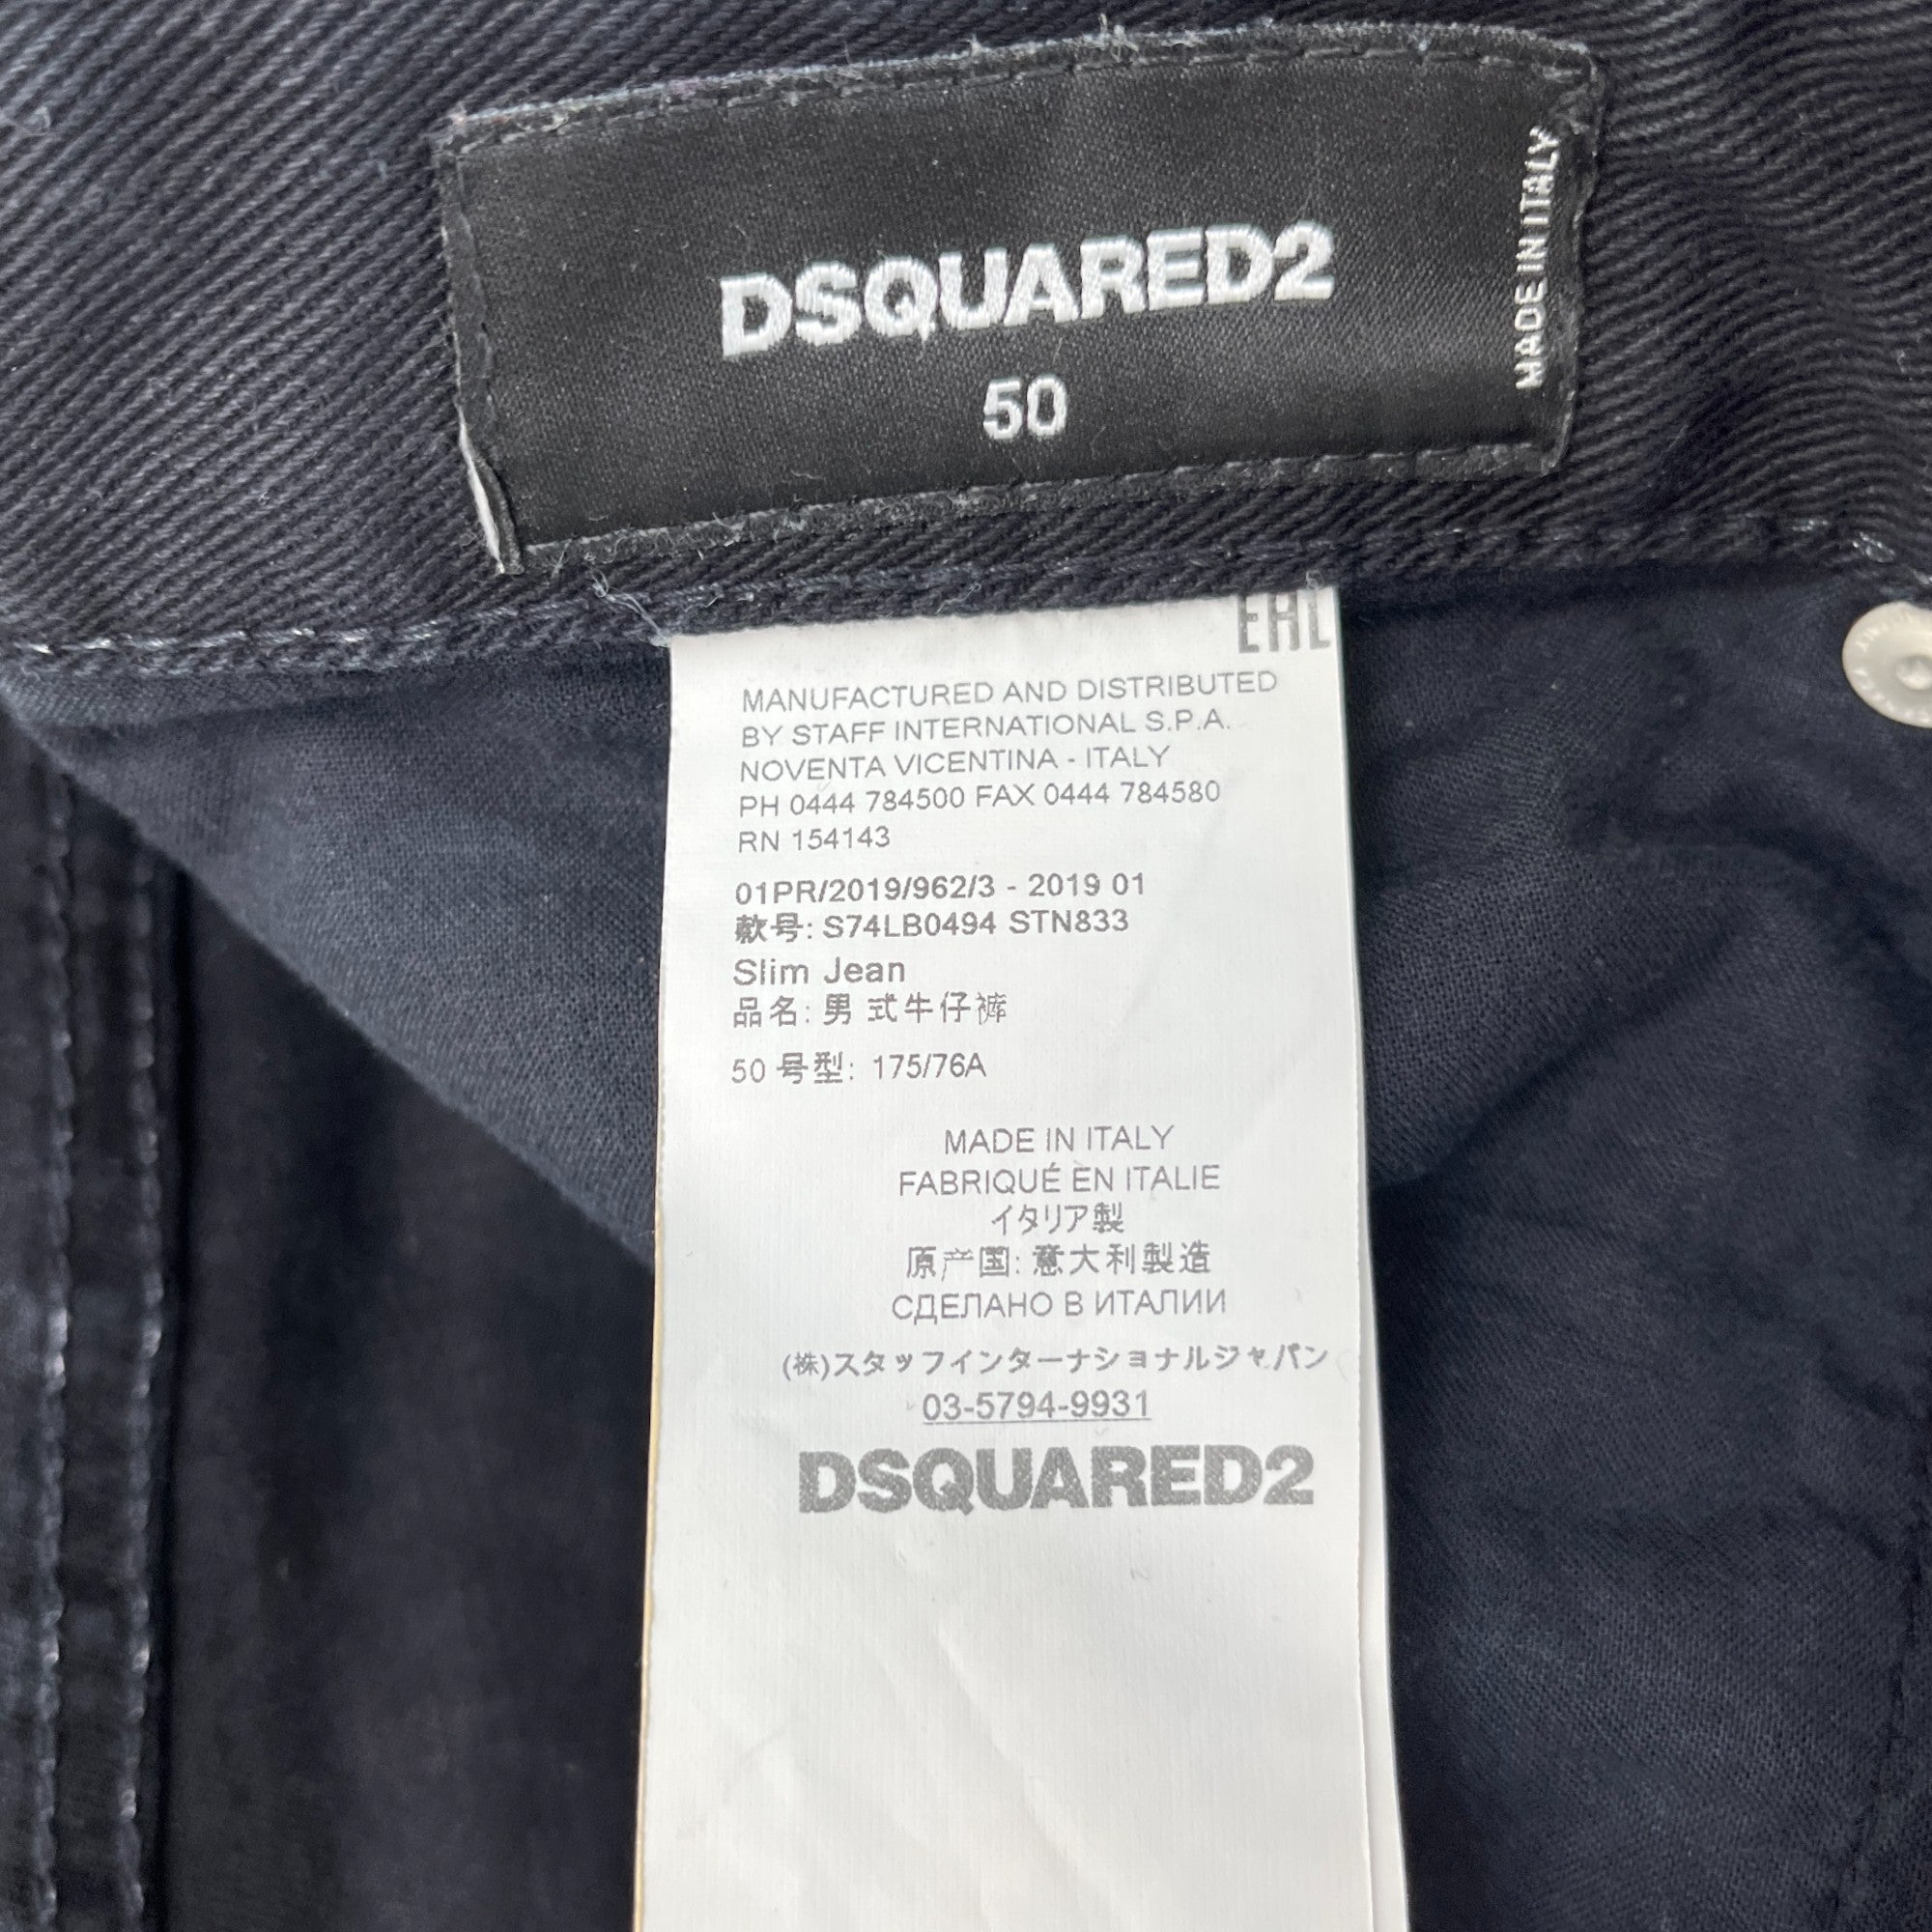 DSQUARED2
50
MADE IN ITALY
EAC
MANUFACTURED AND DISTRIBUTED
BY STAFF INTERNATIONAL S.P.A.
NOVENTA VICENTINA - ITALY
PH 0444 784500 FAX 0444 784580
RN 154143
01PR/2019/962/3 - 2019 01
款号: S74LB0494 STN833
Slim Jean
品名: 男 式牛仔裤
50 号型: 175/76A
MADE IN ITALY
FABRIQUÉ EN ITALIE
イタリア製
原产国: 意大利製造
СДЕЛАНО В ИТАЛИИ
(株)スタッフインターナショナルジャパン
03-5794-9931
DSQUARED2